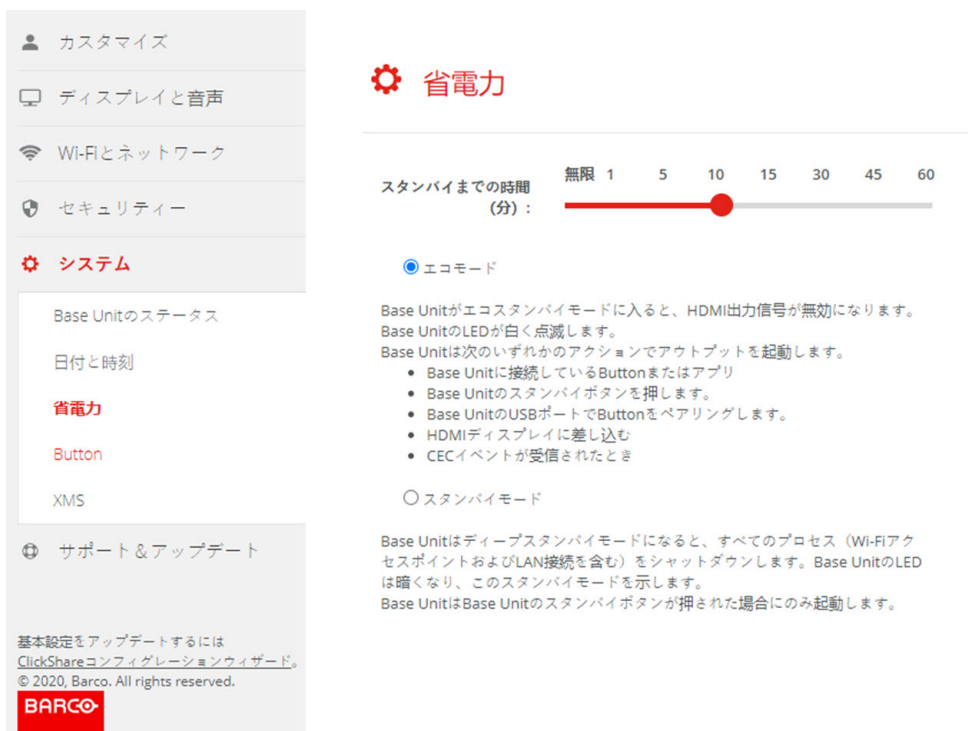 カスタマイズ
ディスプレイと音声
Wi-Fiとネットワーク
セキュリティー
システム
Base Unitのステータス
日付と時刻
省電力
Button
XMS
サポート＆アップデート
基本設定をアップデートするには
ClickShareコンフィグレーションウィザード。
© 2020, Barco. All rights reserved.
BARCO
省電力
無限 1 5 10 15 30 45 60
スタンバイまでの時間
(分) :
エコモード
Base Unitがエコスタンバイモードに入ると、HDMI出力信号が無効になります。
Base UnitのLEDが白く点滅します。
Base Unitは次のいずれかのアクションでアウトプットを起動します。
• Base Unitに接続しているButtonまたはアプリ
• Base Unitのスタンバイボタンを押します。
• Base UnitのUSBポートでButtonをペアリングします。
• HDMIディスプレイに差し込む
• CECイベントが受信されたとき
スタンバイモード
Base Unitはディープスタンバイモードになると、すべてのプロセス（Wi-Fiアク
セスポイントおよびLAN接続を含む）をシャットダウンします。Base UnitのLED
は暗くなり、このスタンバイモードを示します。
Base UnitはBase Unitのスタンバイボタンが押された場合にのみ起動します。